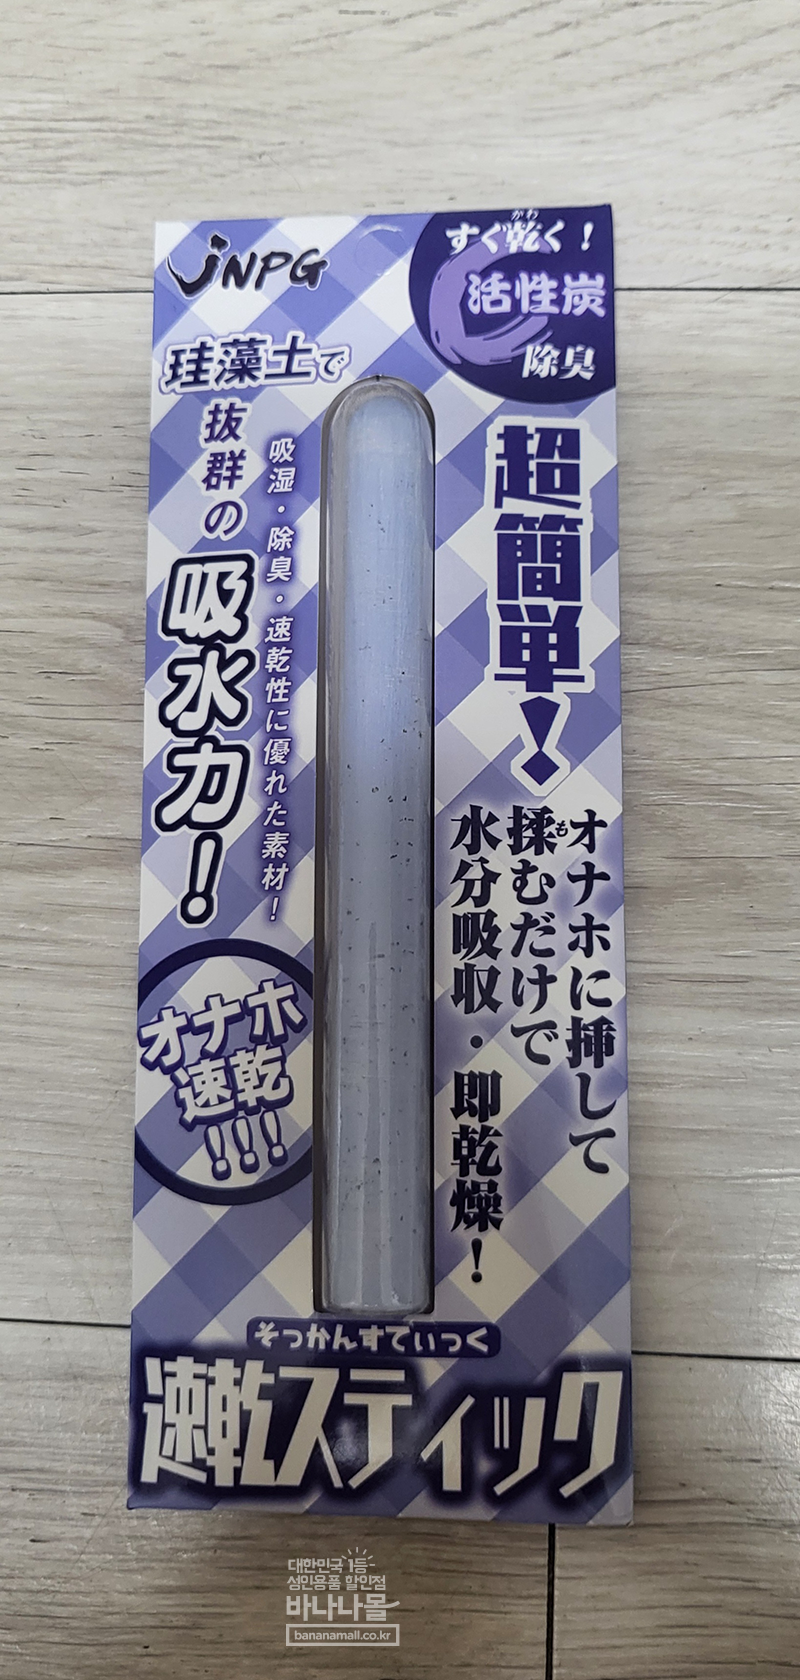 JNPG
かわ
すぐ乾く！
活性炭
除臭
珪藻土で
抜群の
吸水力！
吸湿・除臭・速乾性に優れた素材！
超簡単！
オナホに挿して
も
揉むだけで
水分吸収・即乾燥！
オナホ
速乾
!!!
そっかんすてぃっく
速乾スティック
대한민국 1등
성인용품 할인점
바나나몰
bananamall.co.kr